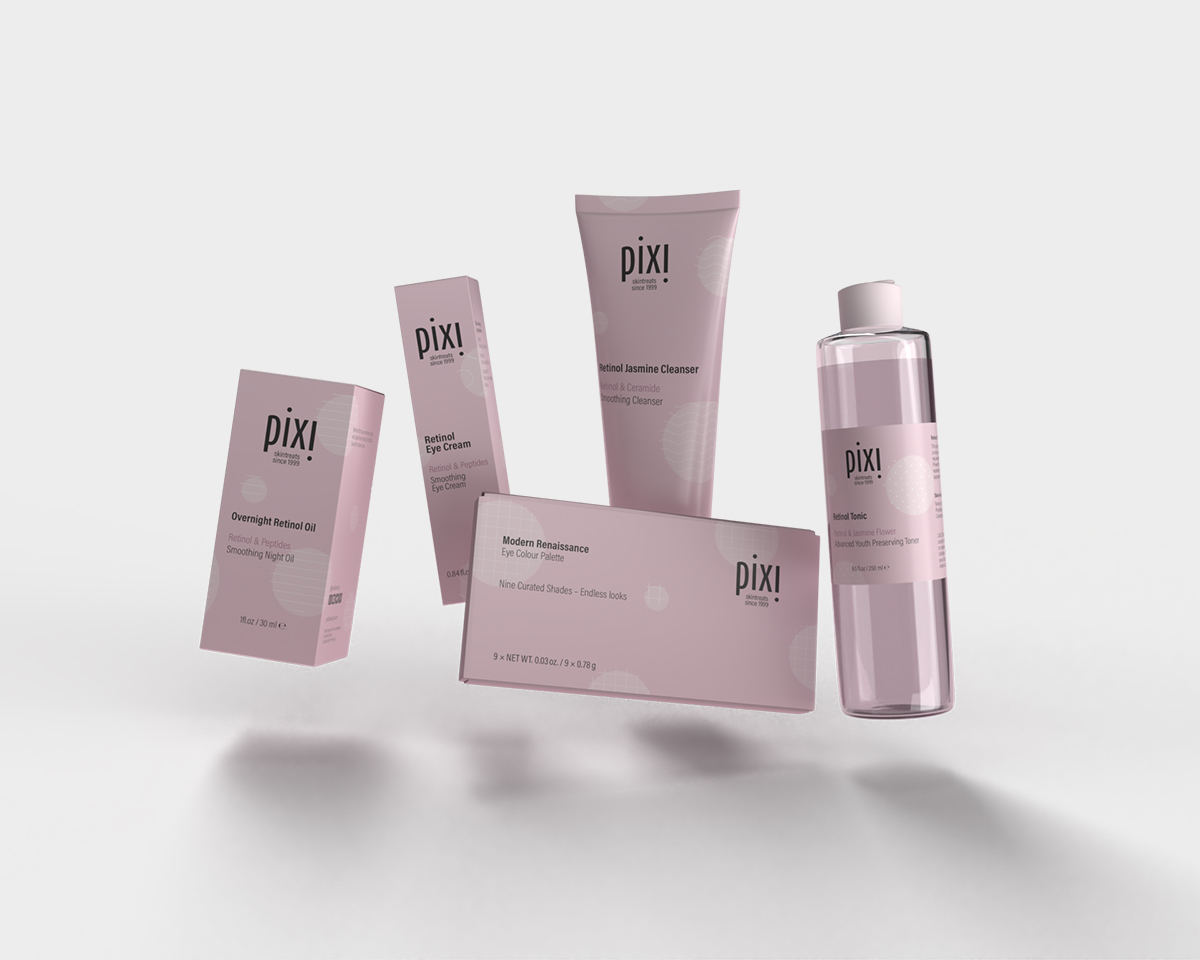 pixi
skintreats
since 1999
Overnight Retinol Oil
Retinol & Peptides
Smoothing Night Oil
1fl.oz / 30 ml ℮
pixi
skintreats
since 1999
Retinol
Eye Cream
Retinol & Peptides
Smoothing
Eye Cream
0.84 fl.
pixi
skintreats
since 1999
Retinol Jasmine Cleanser
Retinol & Ceramide
Smoothing Cleanser
Modern Renaissance
Eye Colour Palette
Nine Curated Shades – Endless looks
9 × NET WT. 0.03 oz. / 9 × 0.78 g
pixi
skintreats
since 1999
pixi
skintreats
since 1999
Retinol Tonic
Retinol & Jasmine Flower
Advanced Youth Preserving Toner